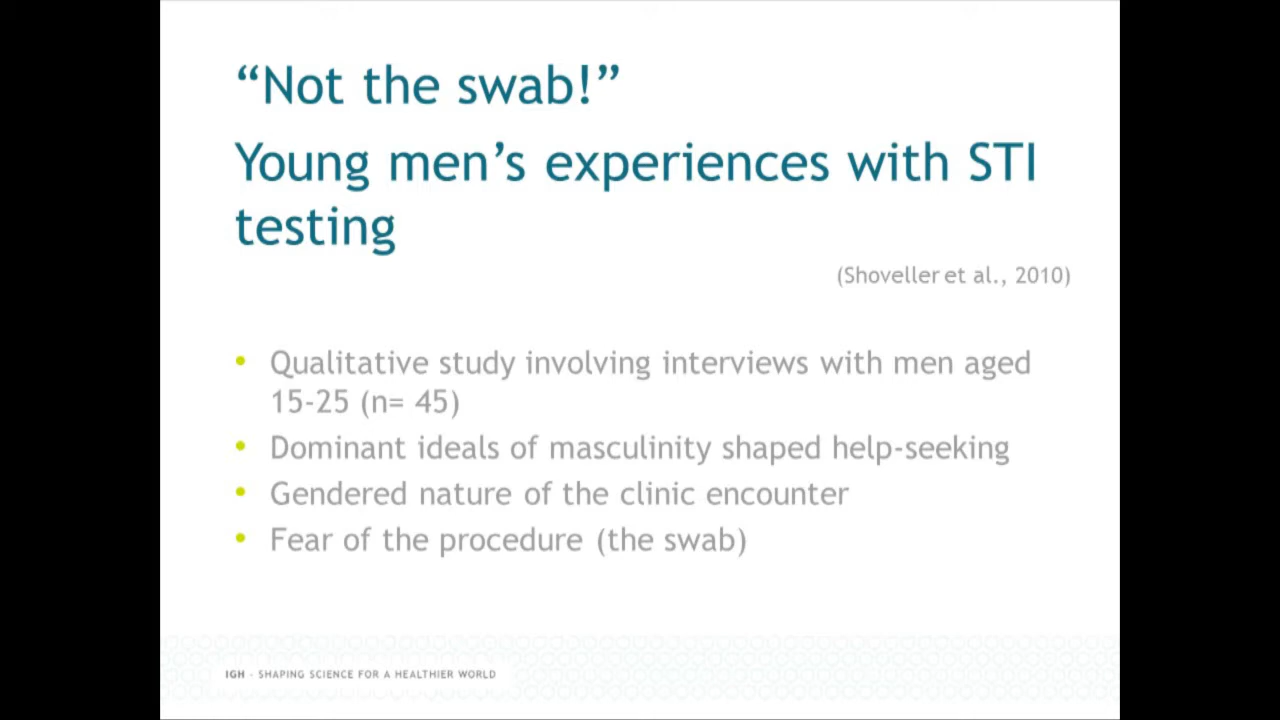 “Not the swab!”
Young men’s experiences with STI
testing
(Shoveller et al., 2010)
• Qualitative study involving interviews with men aged
15-25 (n= 45)
• Dominant ideals of masculinity shaped help-seeking
• Gendered nature of the clinic encounter
• Fear of the procedure (the swab)
IGH - SHAPING SCIENCE FOR A HEALTHIER WORLD